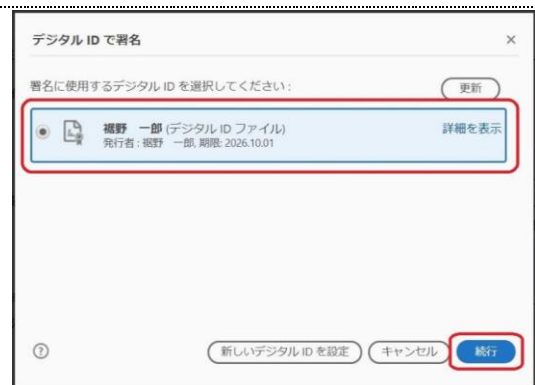 デジタル ID で署名
署名に使用するデジタル ID を選択してください :
更新
裾野　一郎 (デジタル ID ファイル)
詳細を表示
発行者 : 裾野　一郎, 期限: 2026.10.01
新しいデジタル ID を設定
キャンセル
続行